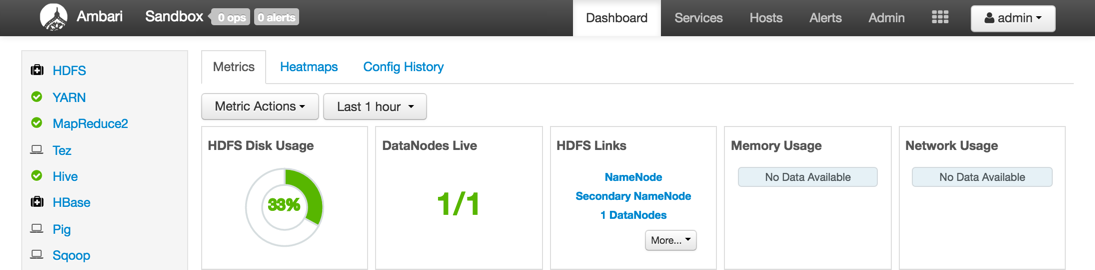 Ambari Sandbox 0 ops 0 alerts Dashboard Services Hosts Alerts Admin admin
HDFS
YARN
MapReduce2
Tez
Hive
HBase
Pig
Sqoop
Metrics Heatmaps Config History
Metric Actions Last 1 hour
HDFS Disk Usage
33%
DataNodes Live
1/1
HDFS Links
NameNode
Secondary NameNode
1 DataNodes
More...
Memory Usage
No Data Available
Network Usage
No Data Available